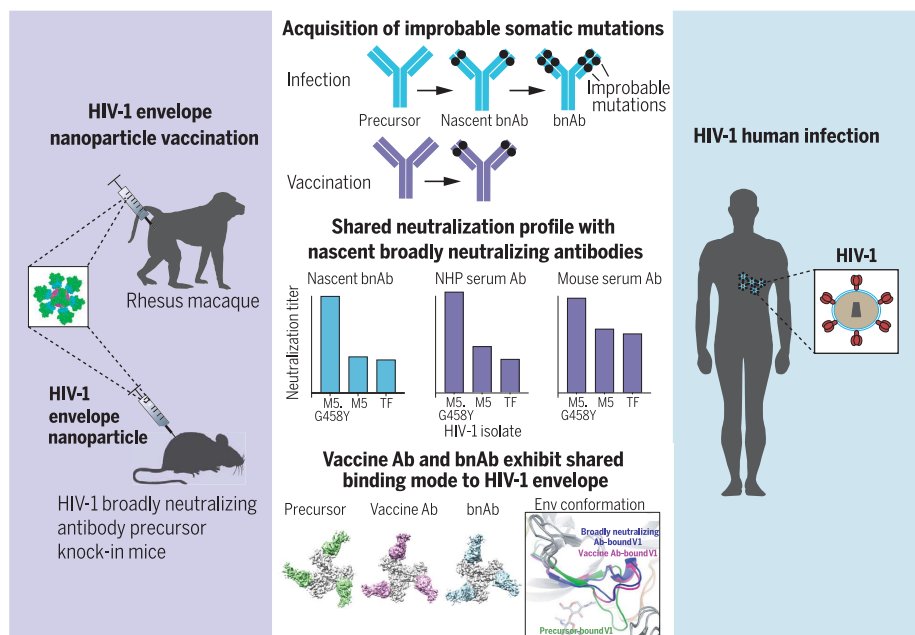 HIV-1 envelope
nanoparticle vaccination
Rhesus macaque
HIV-1
envelope
nanoparticle
HIV-1 broadly neutralizing
antibody precursor
knock-in mice
Acquisition of improbable somatic mutations
Infection
Precursor
Nascent bnAb
bnAb
Improbable
mutations
Vaccination
Shared neutralization profile with
nascent broadly neutralizing antibodies
Nascent bnAb
NHP serum Ab
Mouse serum Ab
Neutralization titer
M5.
G458Y
M5
TF
M5.
G458Y
M5
TF
M5.
G458Y
M5
TF
HIV-1 isolate
Vaccine Ab and bnAb exhibit shared
binding mode to HIV-1 envelope
Precursor
Vaccine Ab
bnAb
Env conformation
Broadly neutralizing
Ab-bound V1
Vaccine Ab-bound V1
Precursor-bound V1
HIV-1 human infection
HIV-1